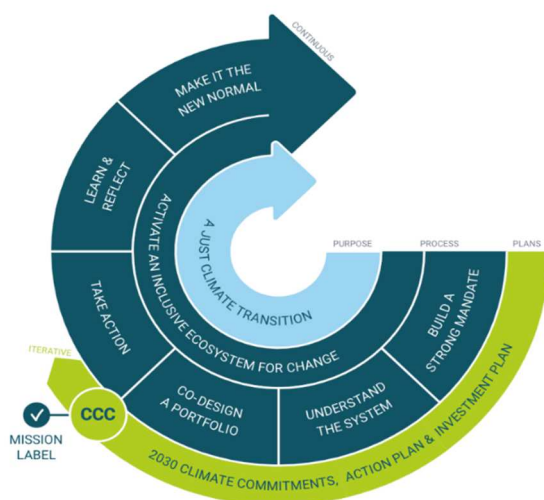 CONTINUOUS
MAKE IT THE
NEW NORMAL
LEARN &
REFLECT
ACTIVATE AN INCLUSIVE ECOSYSTEM FOR CHANGE
A JUST CLIMATE TRANSITION
PURPOSE
PROCESS
PLANS
BUILD A
STRONG MANDATE
TAKE ACTION
UNDERSTAND
THE SYSTEM
CO-DESIGN
A PORTFOLIO
ITERATIVE
CCC
MISSION
LABEL
2030 CLIMATE COMMITMENTS, ACTION PLAN & INVESTMENT PLAN